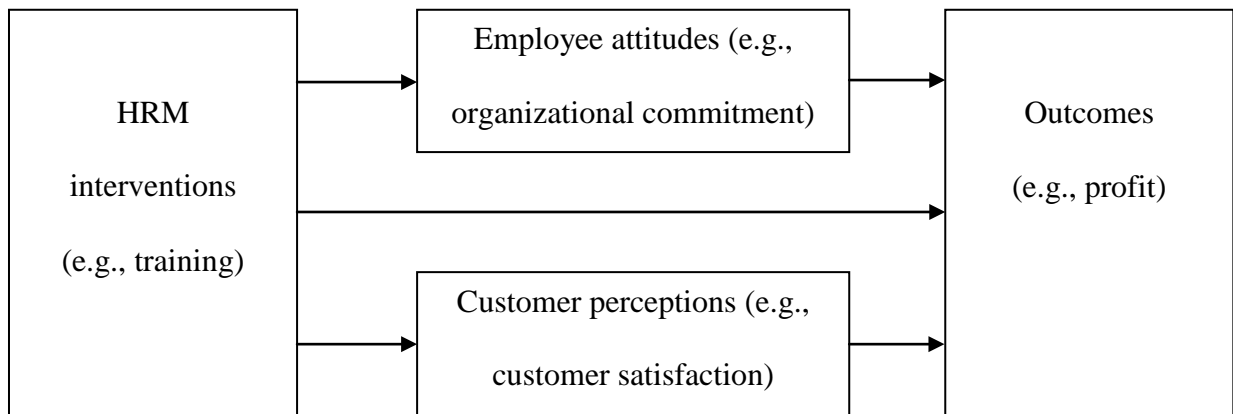 HRM
interventions
(e.g., training)
Employee attitudes (e.g.,
organizational commitment)
Customer perceptions (e.g.,
customer satisfaction)
Outcomes
(e.g., profit)